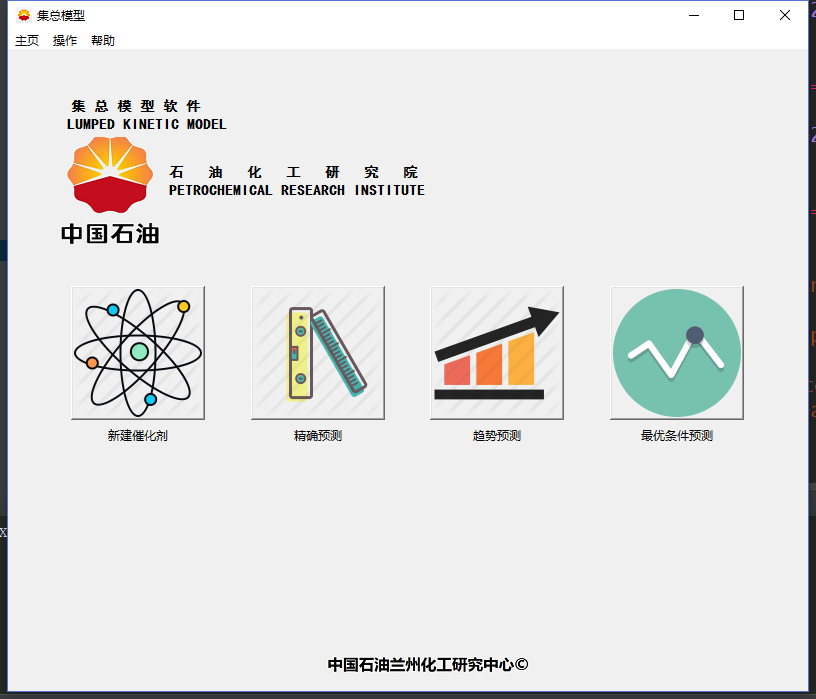 集总模型
主页 操作 帮助
集总模型软件
LUMPED KINETIC MODEL
石油化工研究院
PETROCHEMICAL RESEARCH INSTITUTE
中国石油
新建催化剂 精确预测 趋势预测 最优条件预测
中国石油兰州化工研究中心©